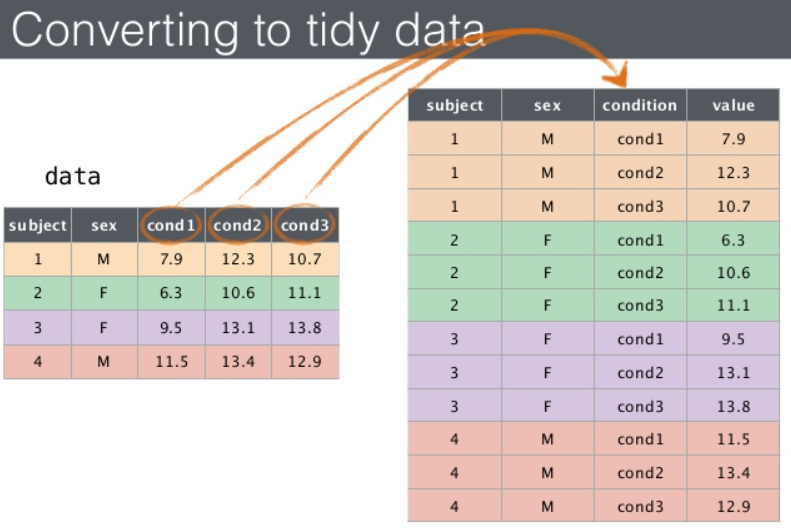 Converting to tidy data
data
subject sex cond1 cond2 cond3
1 M 7.9 12.3 10.7
2 F 6.3 10.6 11.1
3 F 9.5 13.1 13.8
4 M 11.5 13.4 12.9
subject sex condition value
1 M cond1 7.9
1 M cond2 12.3
1 M cond3 10.7
2 F cond1 6.3
2 F cond2 10.6
2 F cond3 11.1
3 F cond1 9.5
3 F cond2 13.1
3 F cond3 13.8
4 M cond1 11.5
4 M cond2 13.4
4 M cond3 12.9